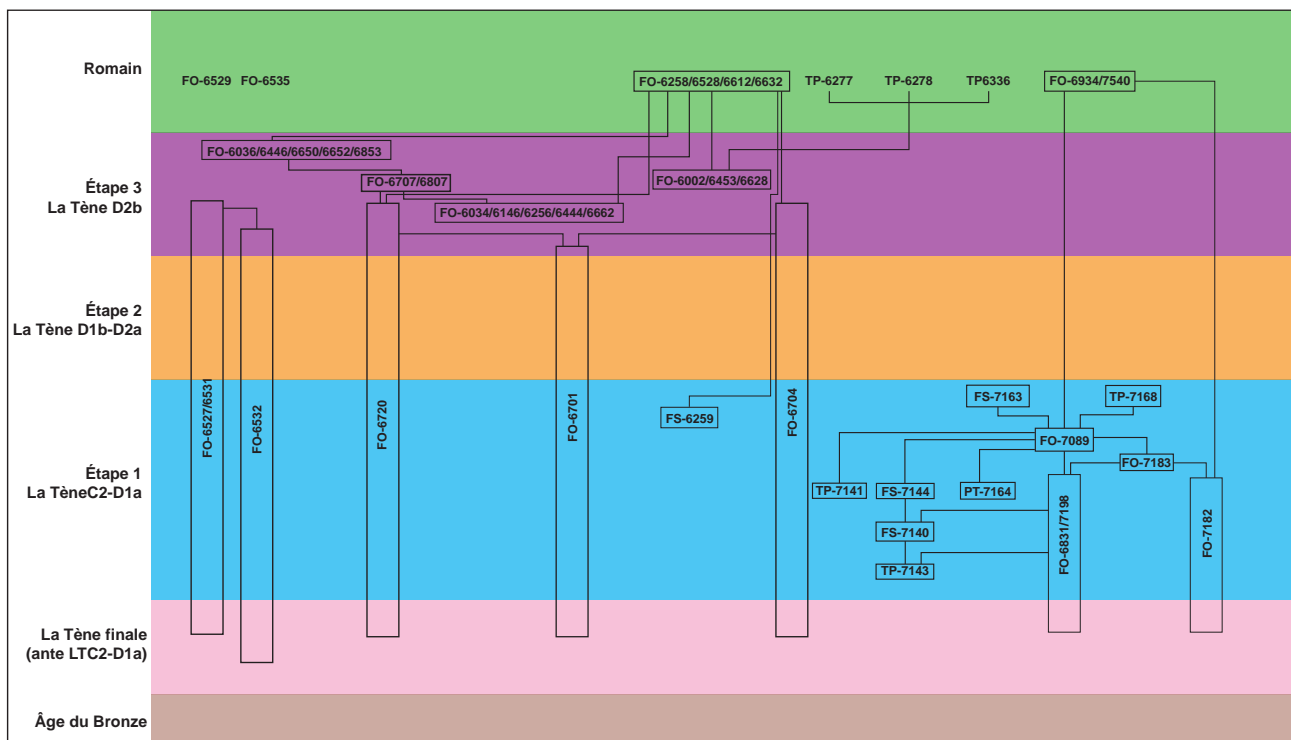 Romain
FO-6529 FO-6535 FO-6258/6528/6612/6632 TP-6277 TP-6278 TP6336 FO-6934/7540
FO-6036/6446/6650/6652/6853
FO-6707/6807 FO-6002/6453/6628
Étape 3
La Tène D2b
FO-6034/6146/6256/6444/6662
Étape 2
La Tène D1b-D2a
FO-6527/6531
FO-6532
FO-6720
FO-6701
FS-6259
FO-6704
FS-7163 TP-7168
FO-7089
FO-7183
Étape 1
La TèneC2-D1a
TP-7141 FS-7144 PT-7164
FS-7140
TP-7143
FO-6831/7198
FO-7182
La Tène finale
(ante LTC2-D1a)
Âge du Bronze